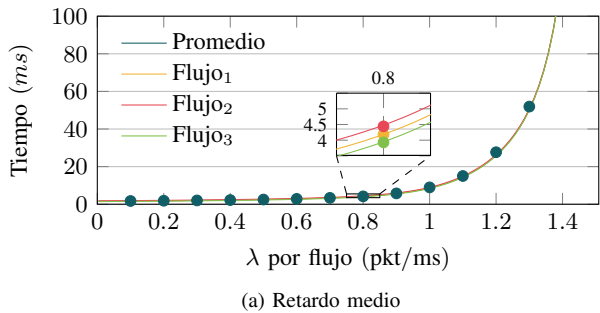 100
80
60
40
20
0
Tiempo (ms)
Promedio
Flujo₁
Flujo₂
Flujo₃
0.8
5
4.5
4
0 0.2 0.4 0.6 0.8 1 1.2 1.4
λ por flujo (pkt/ms)
(a) Retardo medio